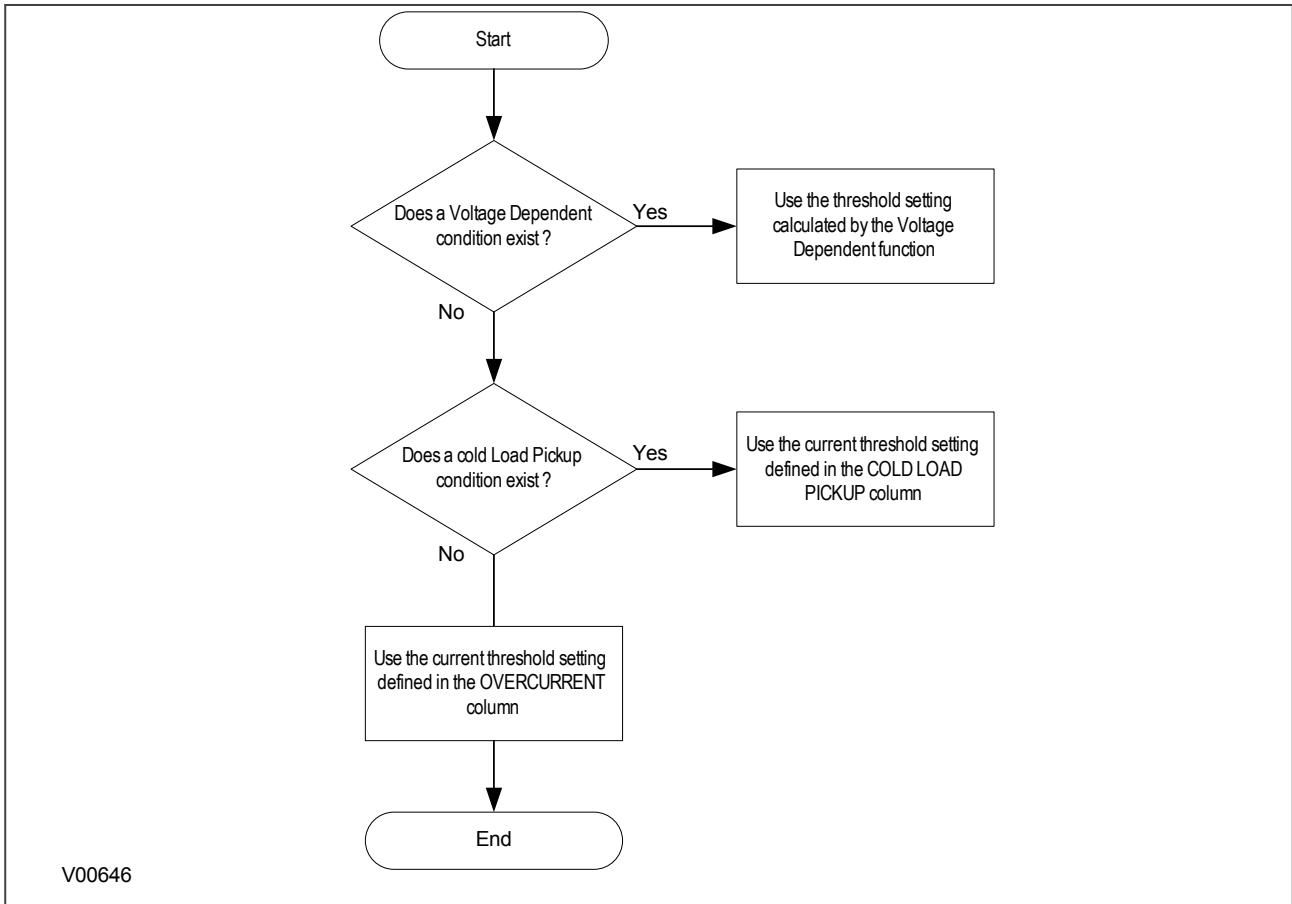 Start
Does a Voltage Dependent
condition exist ?
Yes
Use the threshold setting
calculated by the Voltage
Dependent function
No
Does a cold Load Pickup
condition exist ?
Yes
Use the current threshold setting
defined in the COLD LOAD
PICKUP column
No
Use the current threshold setting
defined in the OVERCURRENT
column
End
V00646